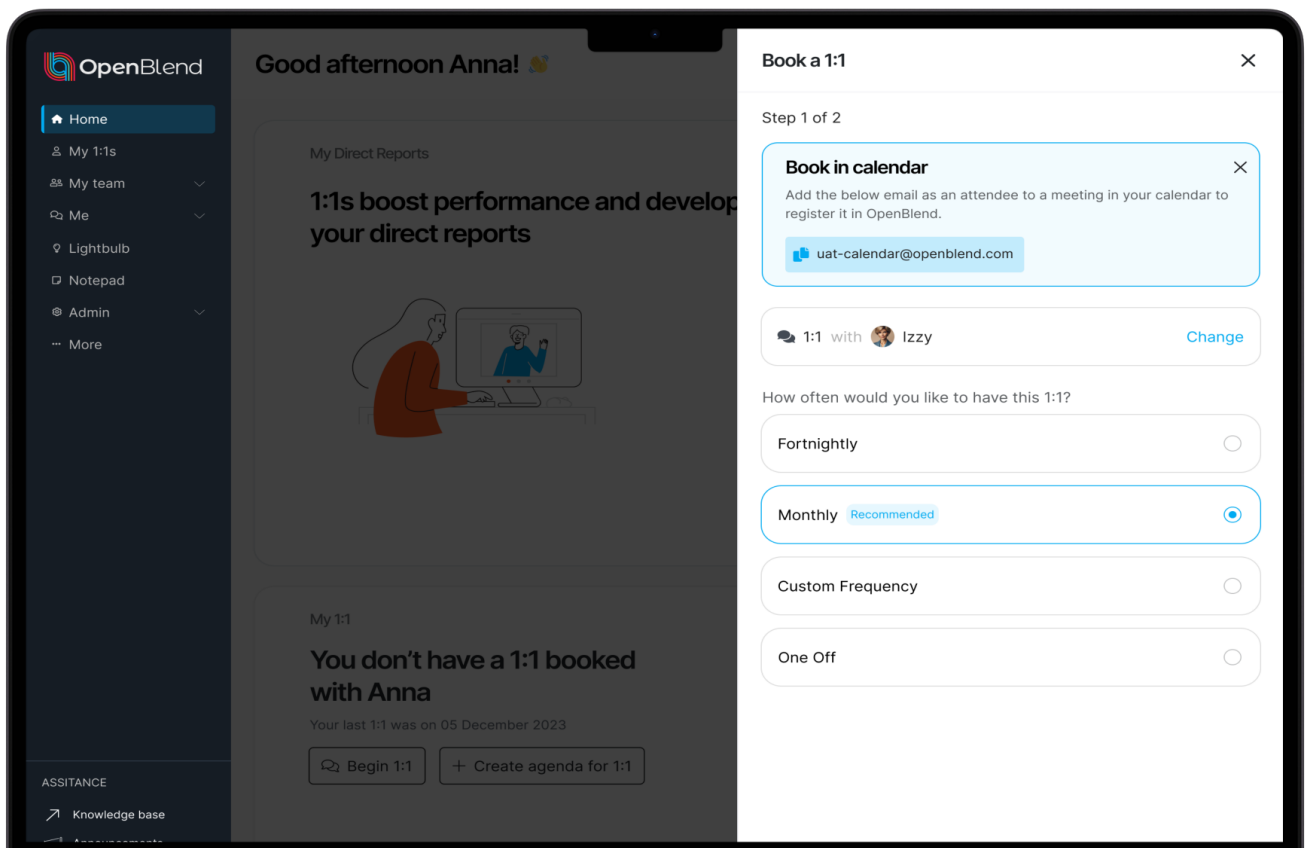 OpenBlend
Home
My 1:1s
My team
Me
Lightbulb
Notepad
Admin
More
ASSITANCE
Knowledge base
Announcements
Good afternoon Anna! 👋
My Direct Reports
1:1s boost performance and develop
your direct reports
My 1:1
You don’t have a 1:1 booked
with Anna
Your last 1:1 was on 05 December 2023
Begin 1:1
+ Create agenda for 1:1
Book a 1:1
Step 1 of 2
Book in calendar
Add the below email as an attendee to a meeting in your calendar to
register it in OpenBlend.
uat-calendar@openblend.com
1:1 with Izzy
Change
How often would you like to have this 1:1?
Fortnightly
Monthly Recommended
Custom Frequency
One Off